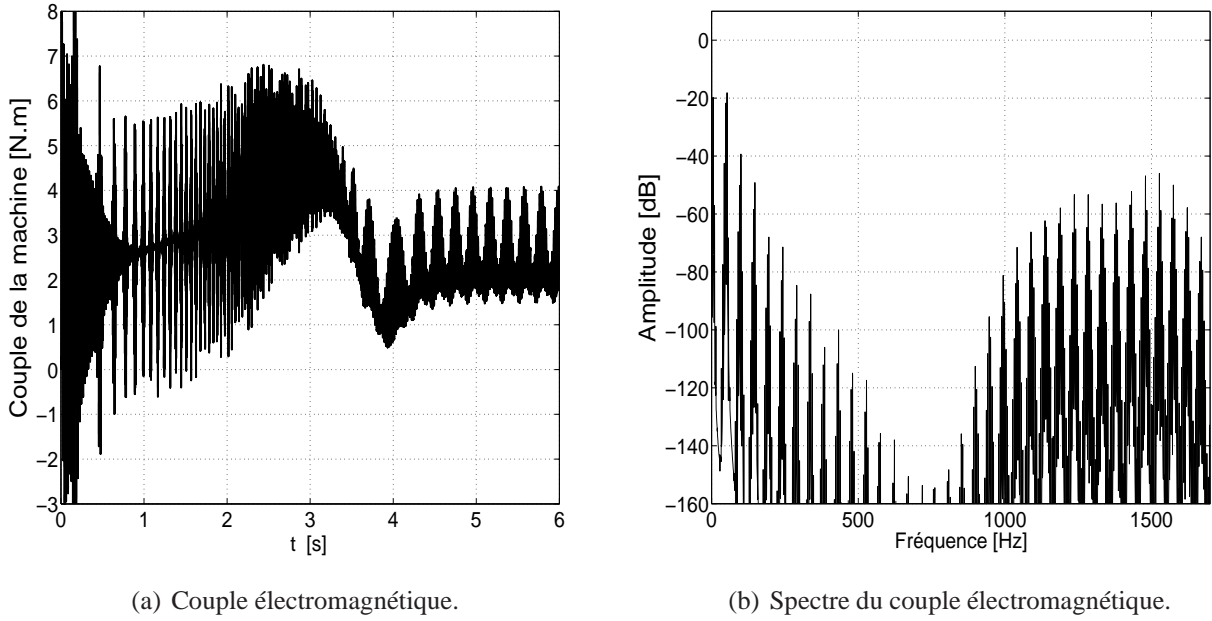 Couple de la machine [N.m]
8
7
6
5
4
3
2
1
0
−1
−2
−3
0 1 2 3 4 5 6
t [s]
(a) Couple électromagnétique.
Amplitude [dB]
0
−20
−40
−60
−80
−100
−120
−140
−160
0 500 1000 1500
Fréquence [Hz]
(b) Spectre du couple électromagnétique.